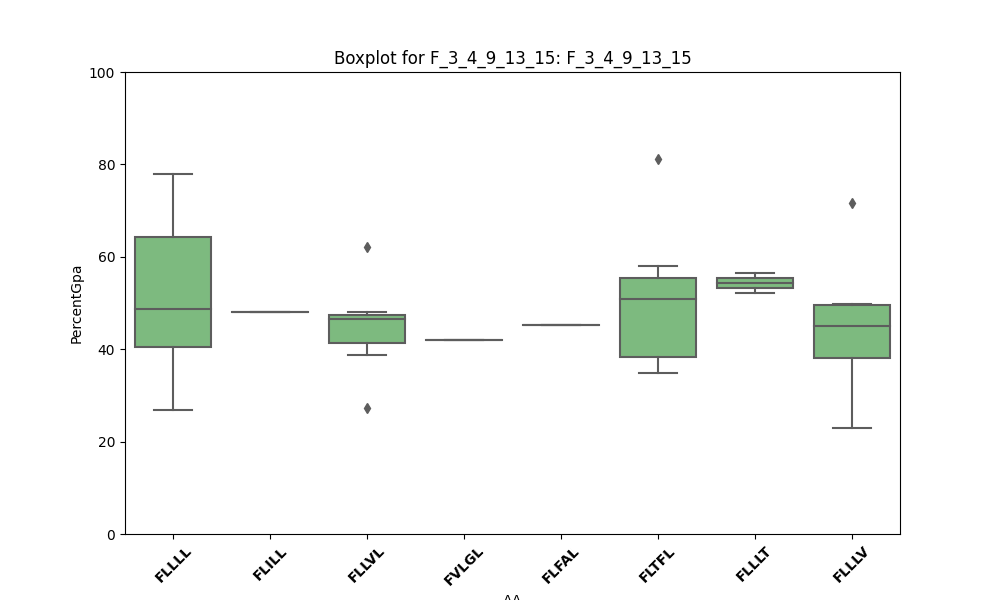 Boxplot for F_3_4_9_13_15: F_3_4_9_13_15
100
80
60
40
20
0
PercentGpa
FLLLL
FLILL
FLLVL
FVLGL
FLFAL
FLTFL
FLLLT
FLLLV
AA